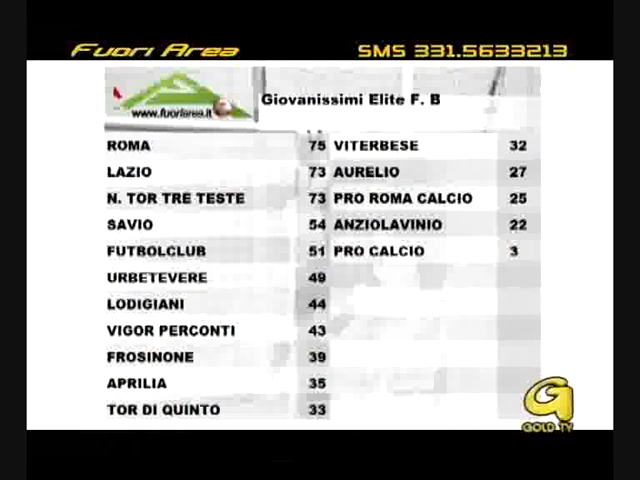 Fuori Area
SMS 331.5633213
www.fuoriarea.it
Giovanissimi Elite F. B
ROMA 75
LAZIO 73
N. TOR TRE TESTE 73
SAVIO 54
FUTBOLCLUB 51
URBETEVERE 49
LODIGIANI 44
VIGOR PERCONTI 43
FROSINONE 39
APRILIA 35
TOR DI QUINTO 33
VITERBESE 32
AURELIO 27
PRO ROMA CALCIO 25
ANZIOLAVINIO 22
PRO CALCIO 3
GOLD TV